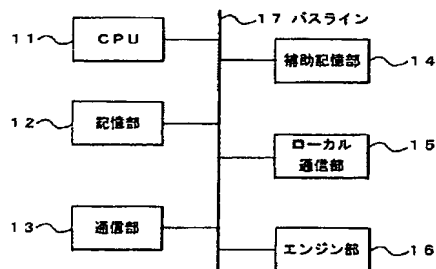 17 バスライン
11 CPU
補助記憶部 14
12 記憶部
ローカル
通信部 15
13 通信部
エンジン部 16